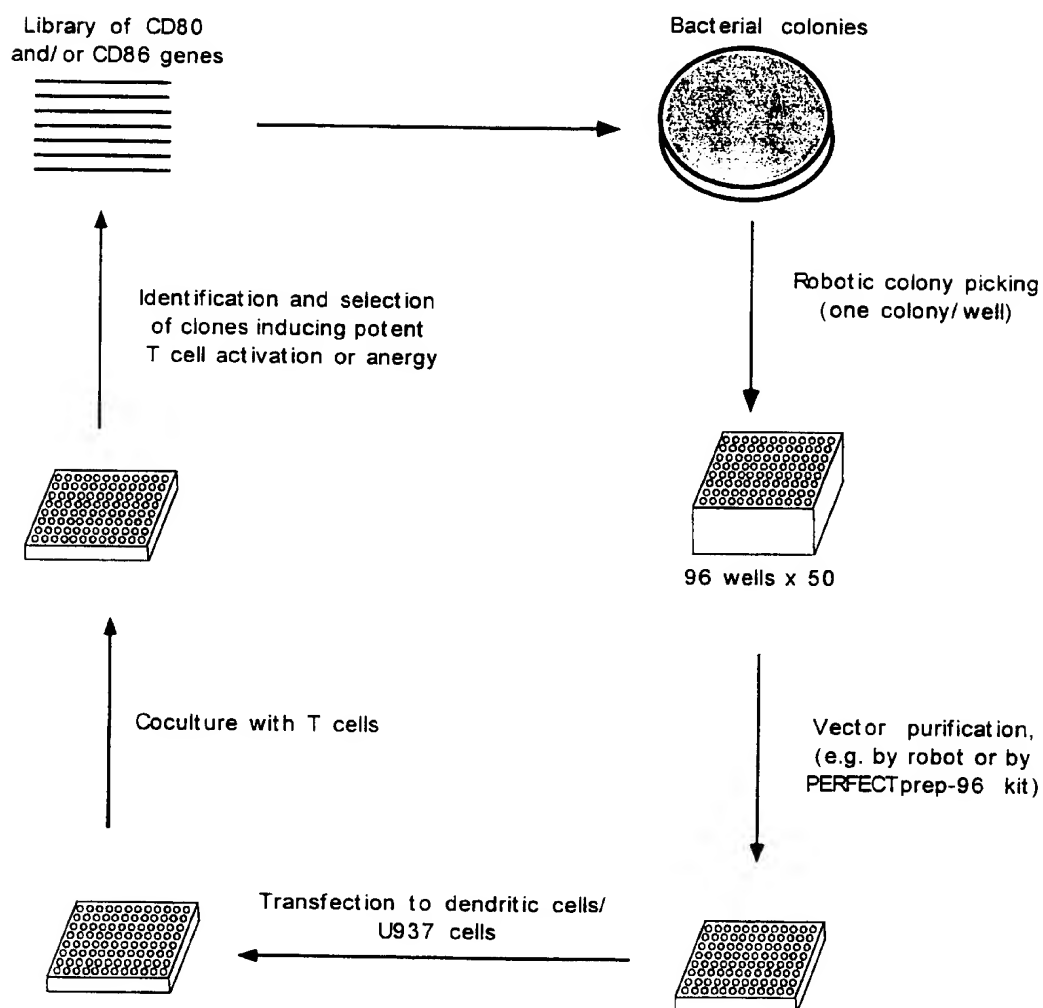 Library of CD80
and/or CD86 genes
Bacterial colonies
Robotic colony picking
(one colony/well)
Identification and selection
of clones inducing potent
T cell activation or anergy
96 wells x 50
Coculture with T cells
Vector purification,
(e.g. by robot or by
PERFECTprep-96 kit)
Transfection to dendritic cells/
U937 cells